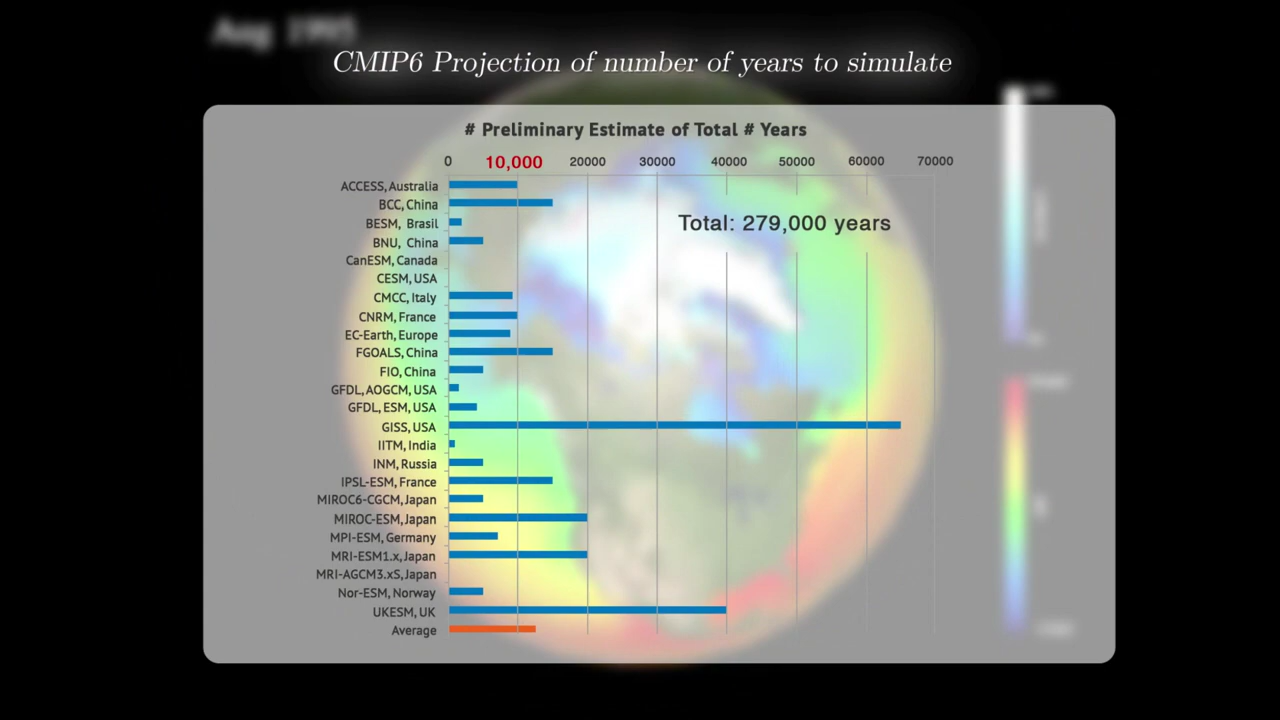 Aug 1995
CMIP6 Projection of number of years to simulate
# Preliminary Estimate of Total # Years
0 10,000 20000 30000 40000 50000 60000 70000
ACCESS, Australia
BCC, China
Total: 279,000 years
BESM, Brasil
BNU, China
CanESM, Canada
CESM, USA
CMCC, Italy
CNRM, France
EC-Earth, Europe
FGOALS, China
FIO, China
GFDL, AOGCM, USA
GFDL, ESM, USA
GISS, USA
IITM, India
INM, Russia
IPSL-ESM, France
MIROC6-CGCM, Japan
MIROC-ESM, Japan
MPI-ESM, Germany
MRI-ESM1.x, Japan
MRI-AGCM3.xS, Japan
Nor-ESM, Norway
UKESM, UK
Average